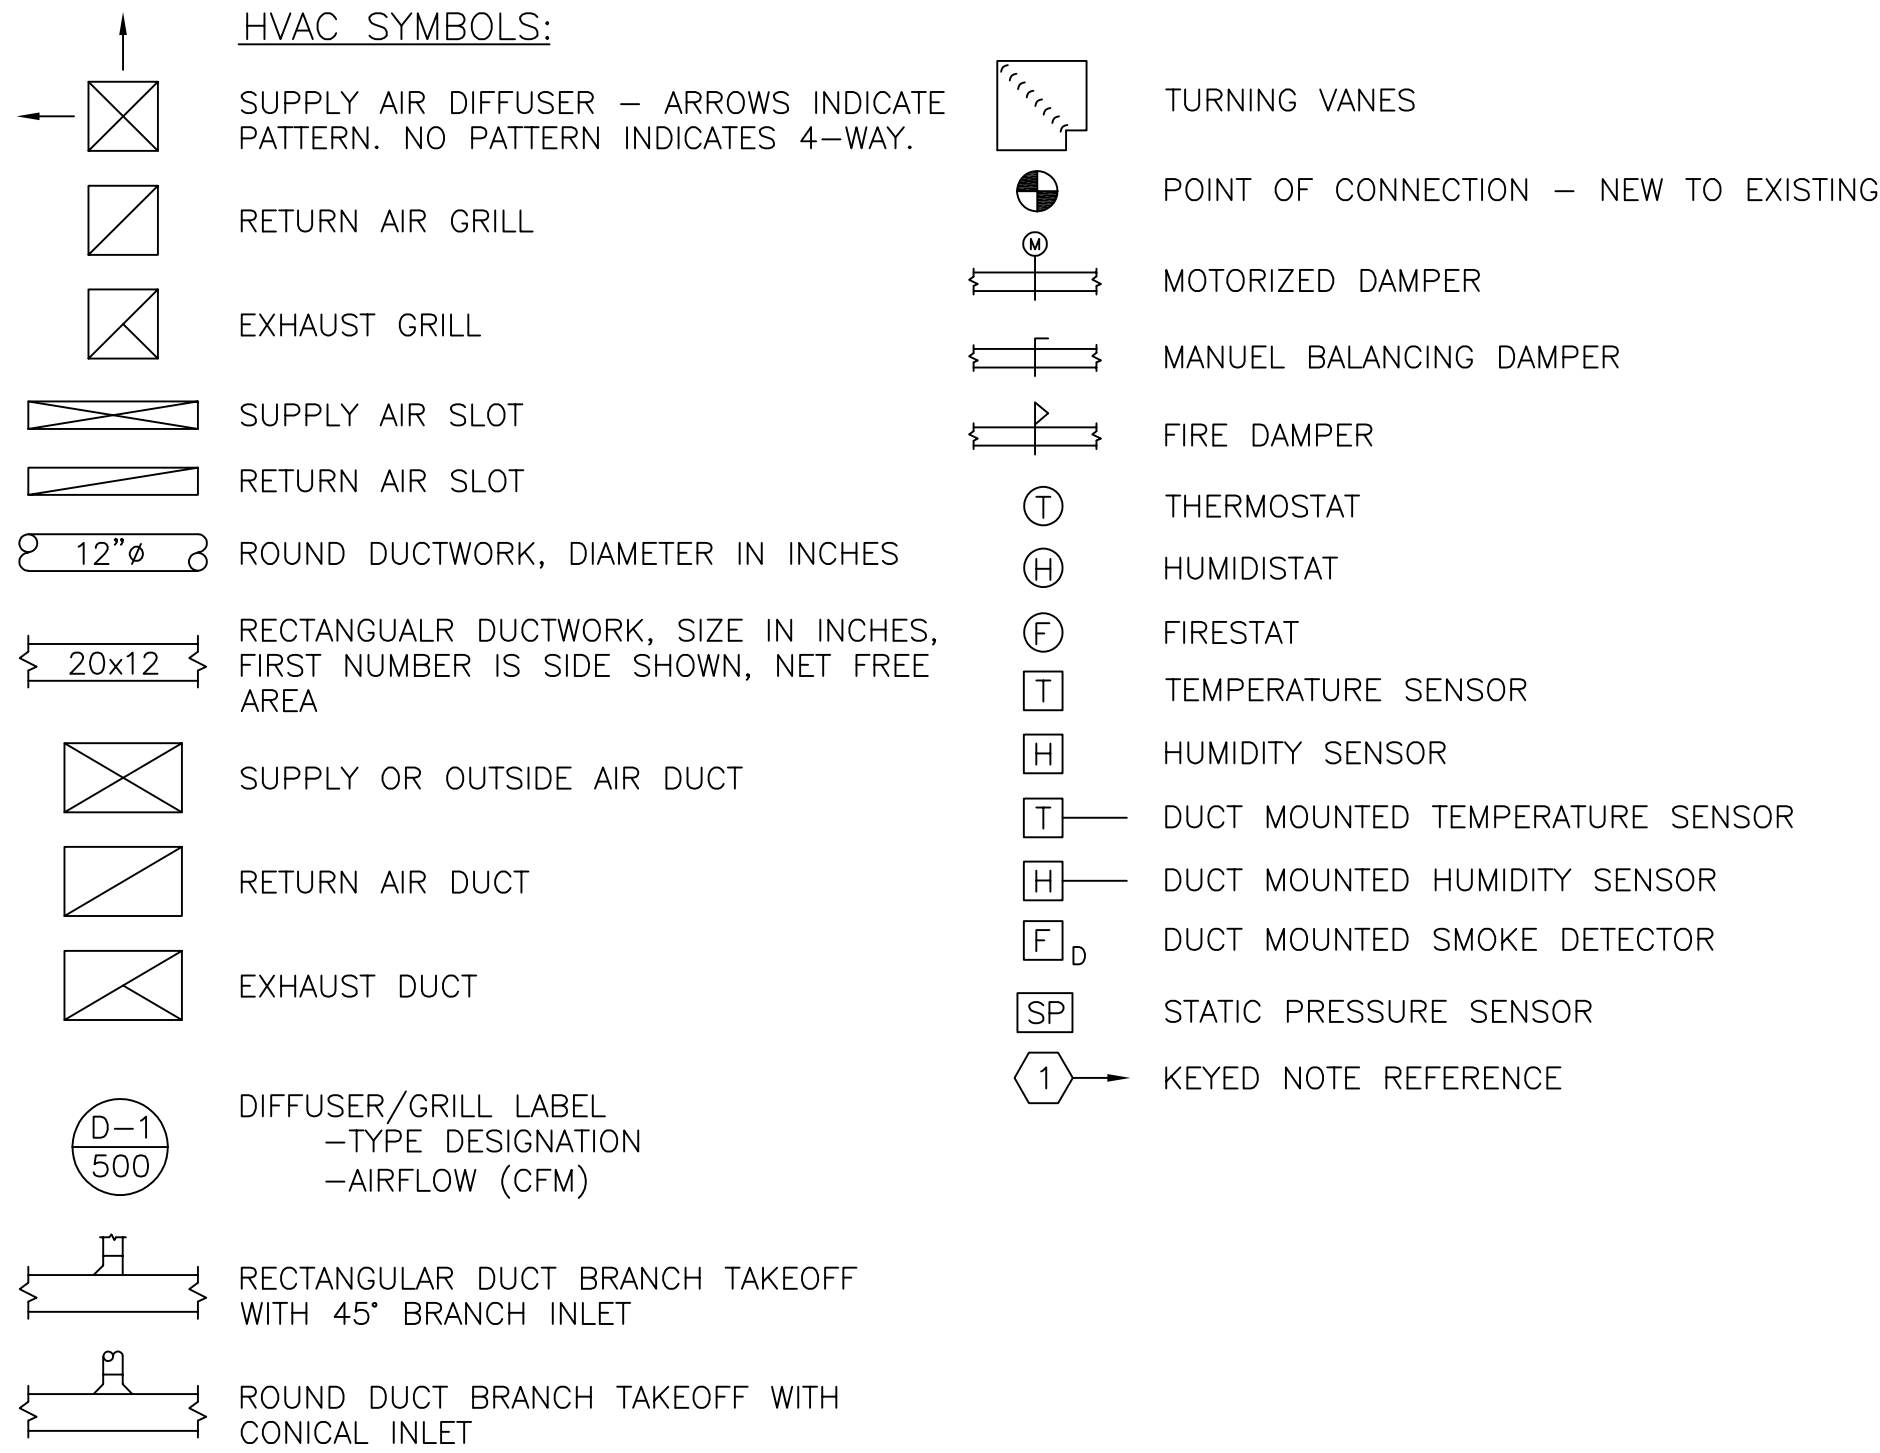 HVAC SYMBOLS:
SUPPLY AIR DIFFUSER – ARROWS INDICATE
PATTERN. NO PATTERN INDICATES 4–WAY.
RETURN AIR GRILL
EXHAUST GRILL
SUPPLY AIR SLOT
RETURN AIR SLOT
12"ø
ROUND DUCTWORK, DIAMETER IN INCHES
20x12
RECTANGUALR DUCTWORK, SIZE IN INCHES,
FIRST NUMBER IS SIDE SHOWN, NET FREE
AREA
SUPPLY OR OUTSIDE AIR DUCT
RETURN AIR DUCT
EXHAUST DUCT
D–1
500
DIFFUSER/GRILL LABEL
–TYPE DESIGNATION
–AIRFLOW (CFM)
RECTANGULAR DUCT BRANCH TAKEOFF
WITH 45° BRANCH INLET
ROUND DUCT BRANCH TAKEOFF WITH
CONICAL INLET
TURNING VANES
POINT OF CONNECTION – NEW TO EXISTING
M
MOTORIZED DAMPER
MANUEL BALANCING DAMPER
FIRE DAMPER
T
THERMOSTAT
H
HUMIDISTAT
F
FIRESTAT
T
TEMPERATURE SENSOR
H
HUMIDITY SENSOR
T
DUCT MOUNTED TEMPERATURE SENSOR
H
DUCT MOUNTED HUMIDITY SENSOR
F D
DUCT MOUNTED SMOKE DETECTOR
SP
STATIC PRESSURE SENSOR
1
KEYED NOTE REFERENCE